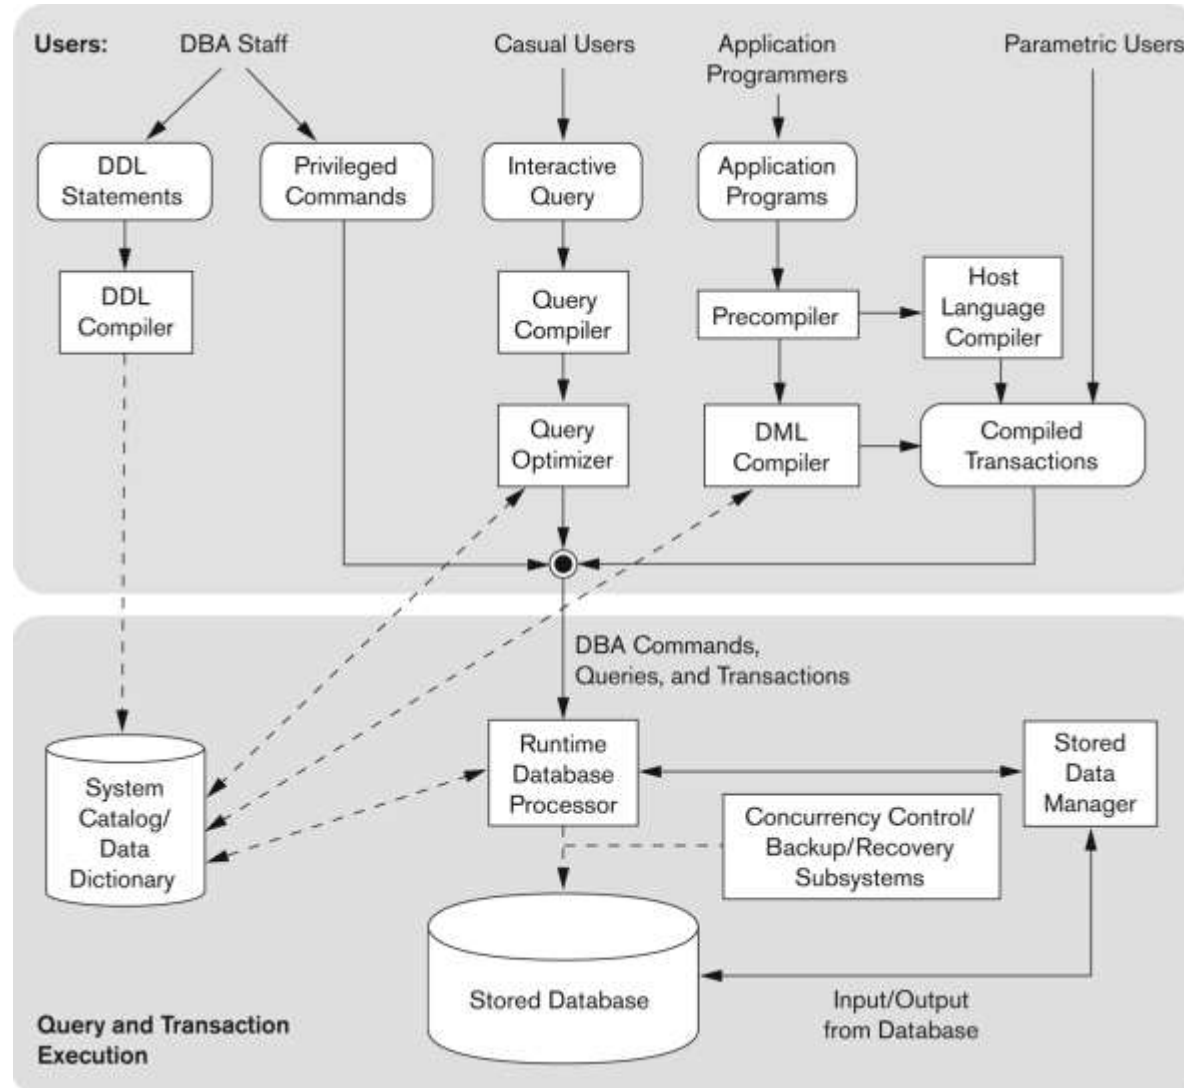 Users:
DBA Staff
Casual Users
Application
Programmers
Parametric Users
DDL
Statements
Privileged
Commands
Interactive
Query
Application
Programs
DDL
Compiler
Query
Compiler
Precompiler
Host
Language
Compiler
Query
Optimizer
DML
Compiler
Compiled
Transactions
DBA Commands,
Queries, and Transactions
System
Catalog/
Data
Dictionary
Runtime
Database
Processor
Stored
Data
Manager
Concurrency Control/
Backup/Recovery
Subsystems
Stored Database
Input/Output
from Database
Query and Transaction
Execution